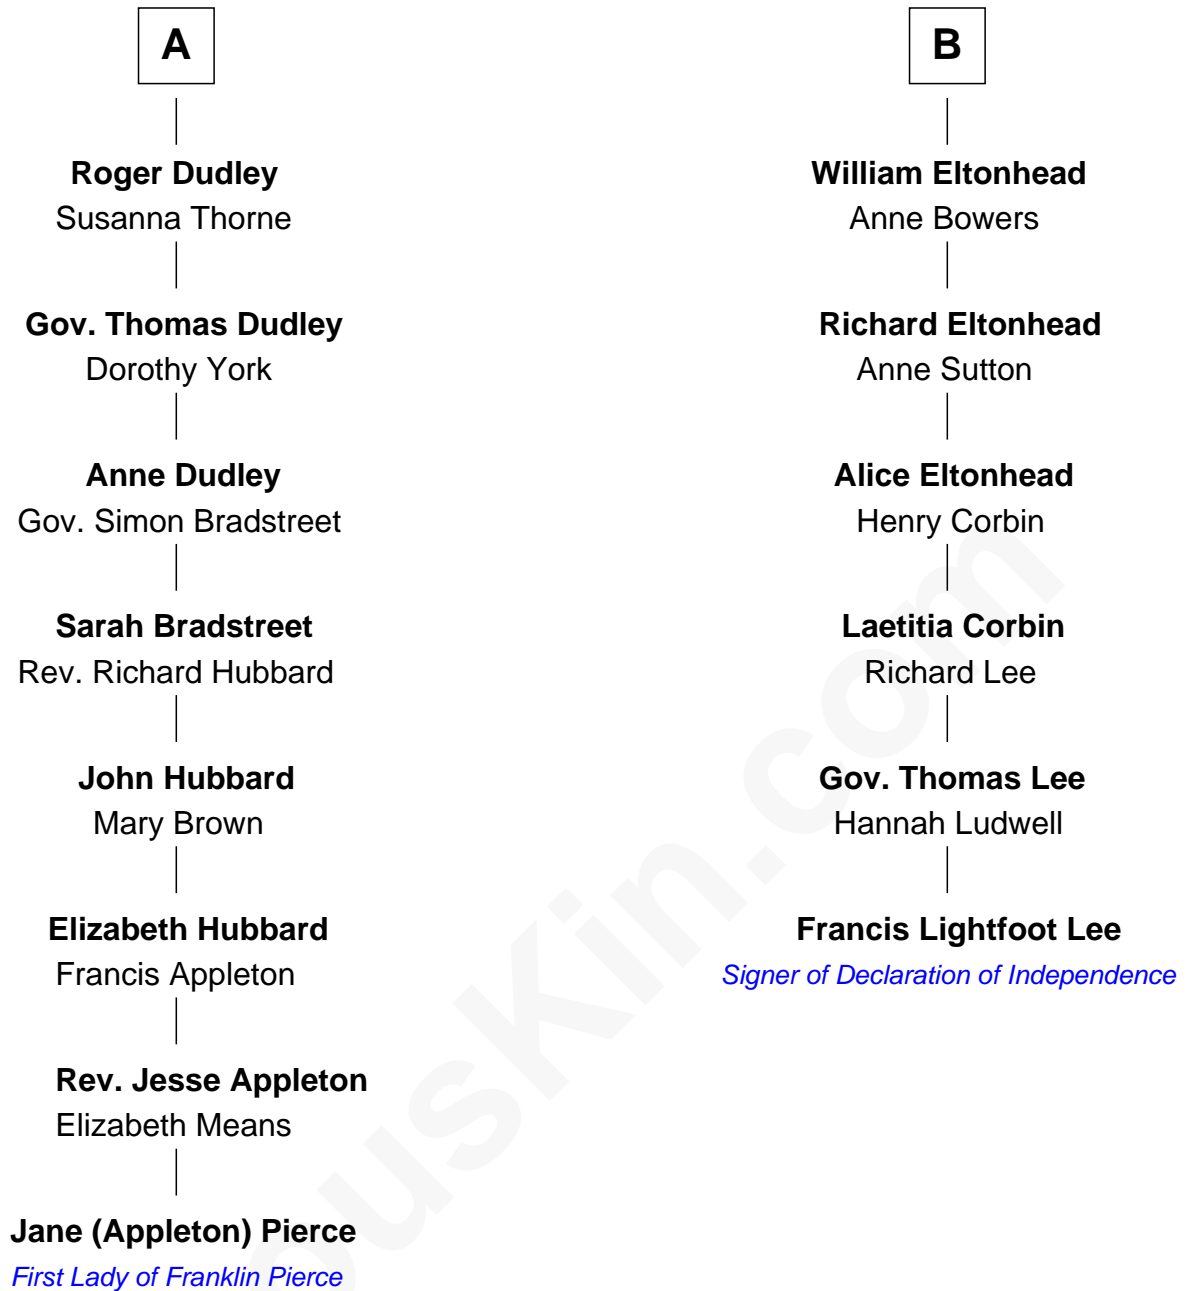 A
Roger Dudley
Susanna Thorne
Gov. Thomas Dudley
Dorothy York
Anne Dudley
Gov. Simon Bradstreet
Sarah Bradstreet
Rev. Richard Hubbard
John Hubbard
Mary Brown
Elizabeth Hubbard
Francis Appleton
Rev. Jesse Appleton
Elizabeth Means
Jane (Appleton) Pierce
First Lady of Franklin Pierce
B
William Eltonhead
Anne Bowers
Richard Eltonhead
Anne Sutton
Alice Eltonhead
Henry Corbin
Laetitia Corbin
Richard Lee
Gov. Thomas Lee
Hannah Ludwell
Francis Lightfoot Lee
Signer of Declaration of Independence
ousKin.com